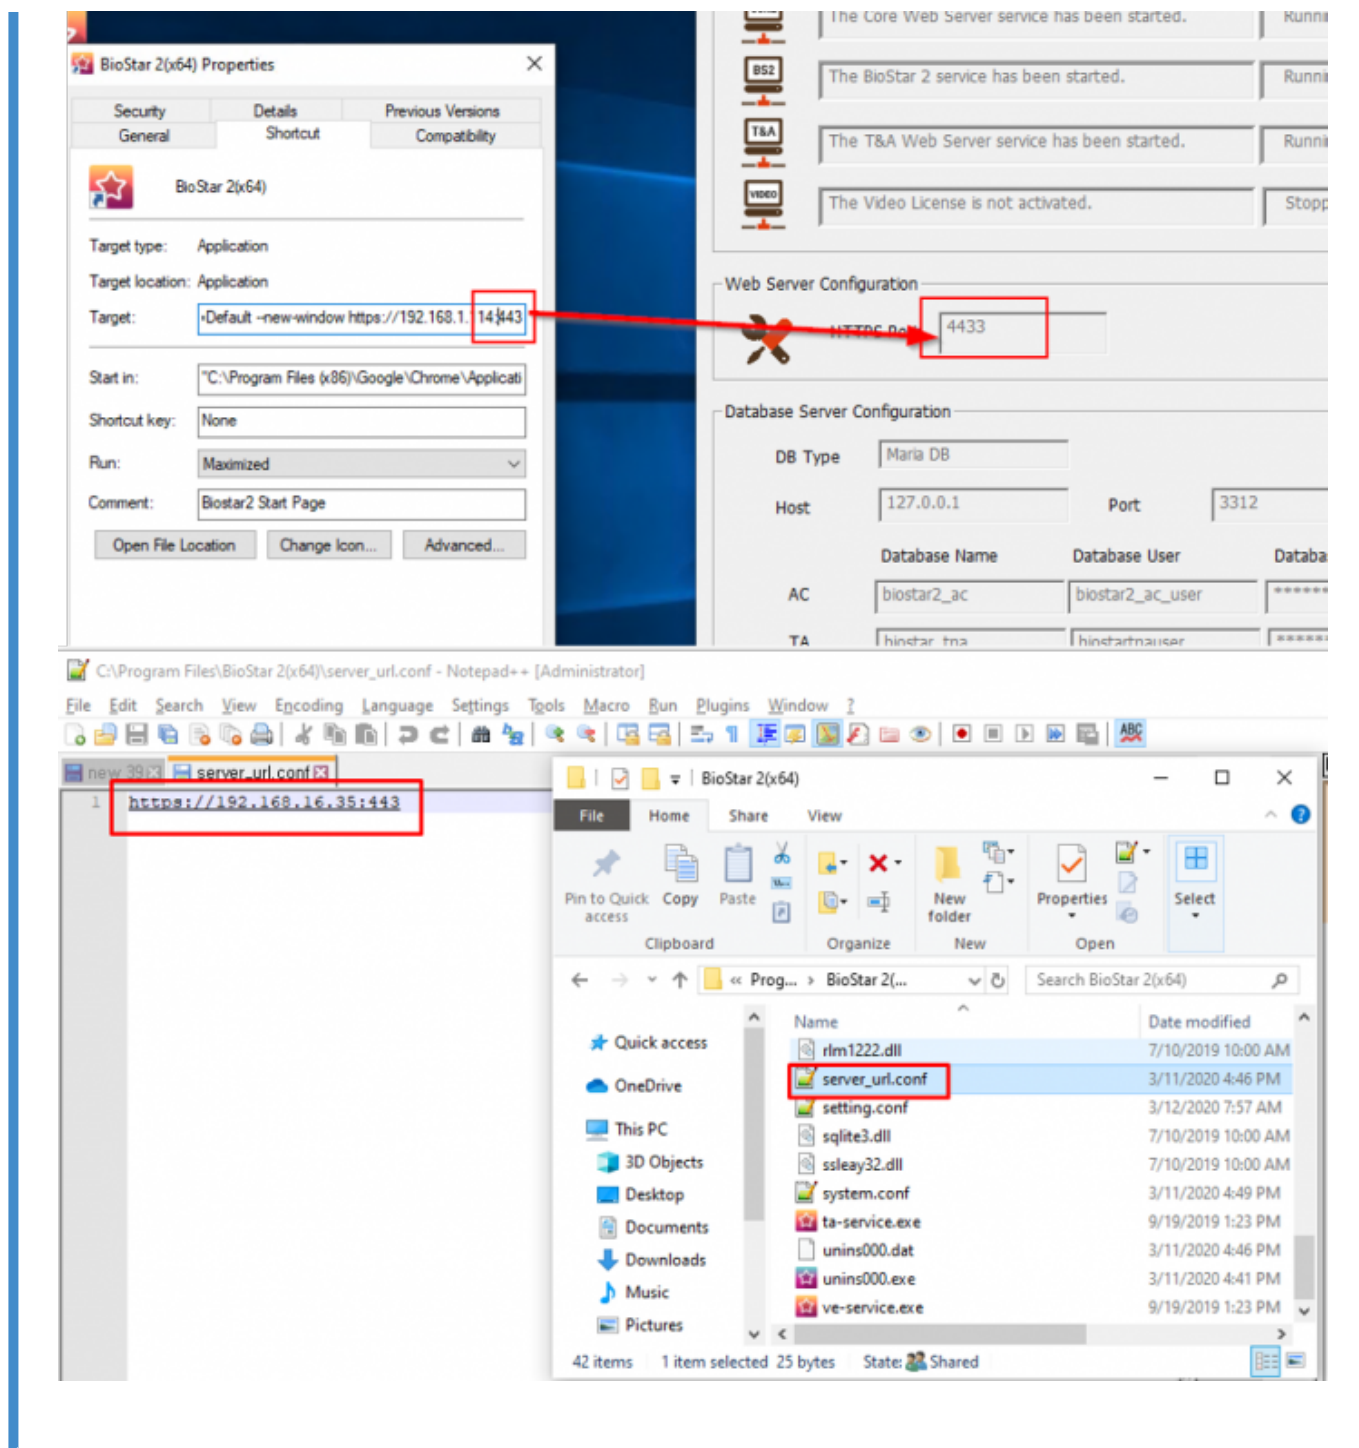 The Core Web Server service has been started.
BioStar 2(x64) Properties
BS2
The BioStar 2 service has been started.
Security Details Previous Versions
General Shortcut Compatibility
T&A
The T&A Web Server service has been started.
BioStar 2(x64)
VIDEO
The Video License is not activated.
Target type: Application
Target location: Application
Web Server Configuration
Target: --new-window https://192.168.1. 14:443
HTTPS Port 4433
Start in: "C:\Program Files (x86)\Google\Chrome\Applicati
Database Server Configuration
Shortcut key: None
DB Type Maria DB
Run: Maximized
Comment: Biostar2 Start Page
Host 127.0.0.1 Port 3312
Open File Location Change Icon... Advanced...
Database Name Database User
AC biostar2_ac biostar2_ac_user ******
TA biostar_tna biostartnauser ******
C:\Program Files\BioStar 2(x64)\server_url.conf - Notepad++ [Administrator]
File Edit Search View Encoding Language Settings Tools Macro Run Plugins Window ?
ABC
new 39 server_url.conf
1 https://192.168.16.35:443
BioStar 2(x64)
File Home Share View
Pin to Quick access
Copy
Paste
New folder
Properties
Select
Clipboard Organize New Open
« Prog... › BioStar 2(... Search BioStar 2(x64)
Name Date modified
Quick access
OneDrive
This PC
3D Objects
Desktop
Documents
Downloads
Music
Pictures
rlm1222.dll 7/10/2019 10:00 AM
server_url.conf 3/11/2020 4:46 PM
setting.conf 3/12/2020 7:57 AM
sqlite3.dll 7/10/2019 10:00 AM
ssleay32.dll 7/10/2019 10:00 AM
system.conf 3/11/2020 4:49 PM
ta-service.exe 9/19/2019 1:23 PM
unins000.dat 3/11/2020 4:46 PM
unins000.exe 3/11/2020 4:41 PM
ve-service.exe 9/19/2019 1:23 PM
42 items 1 item selected 25 bytes State: Shared